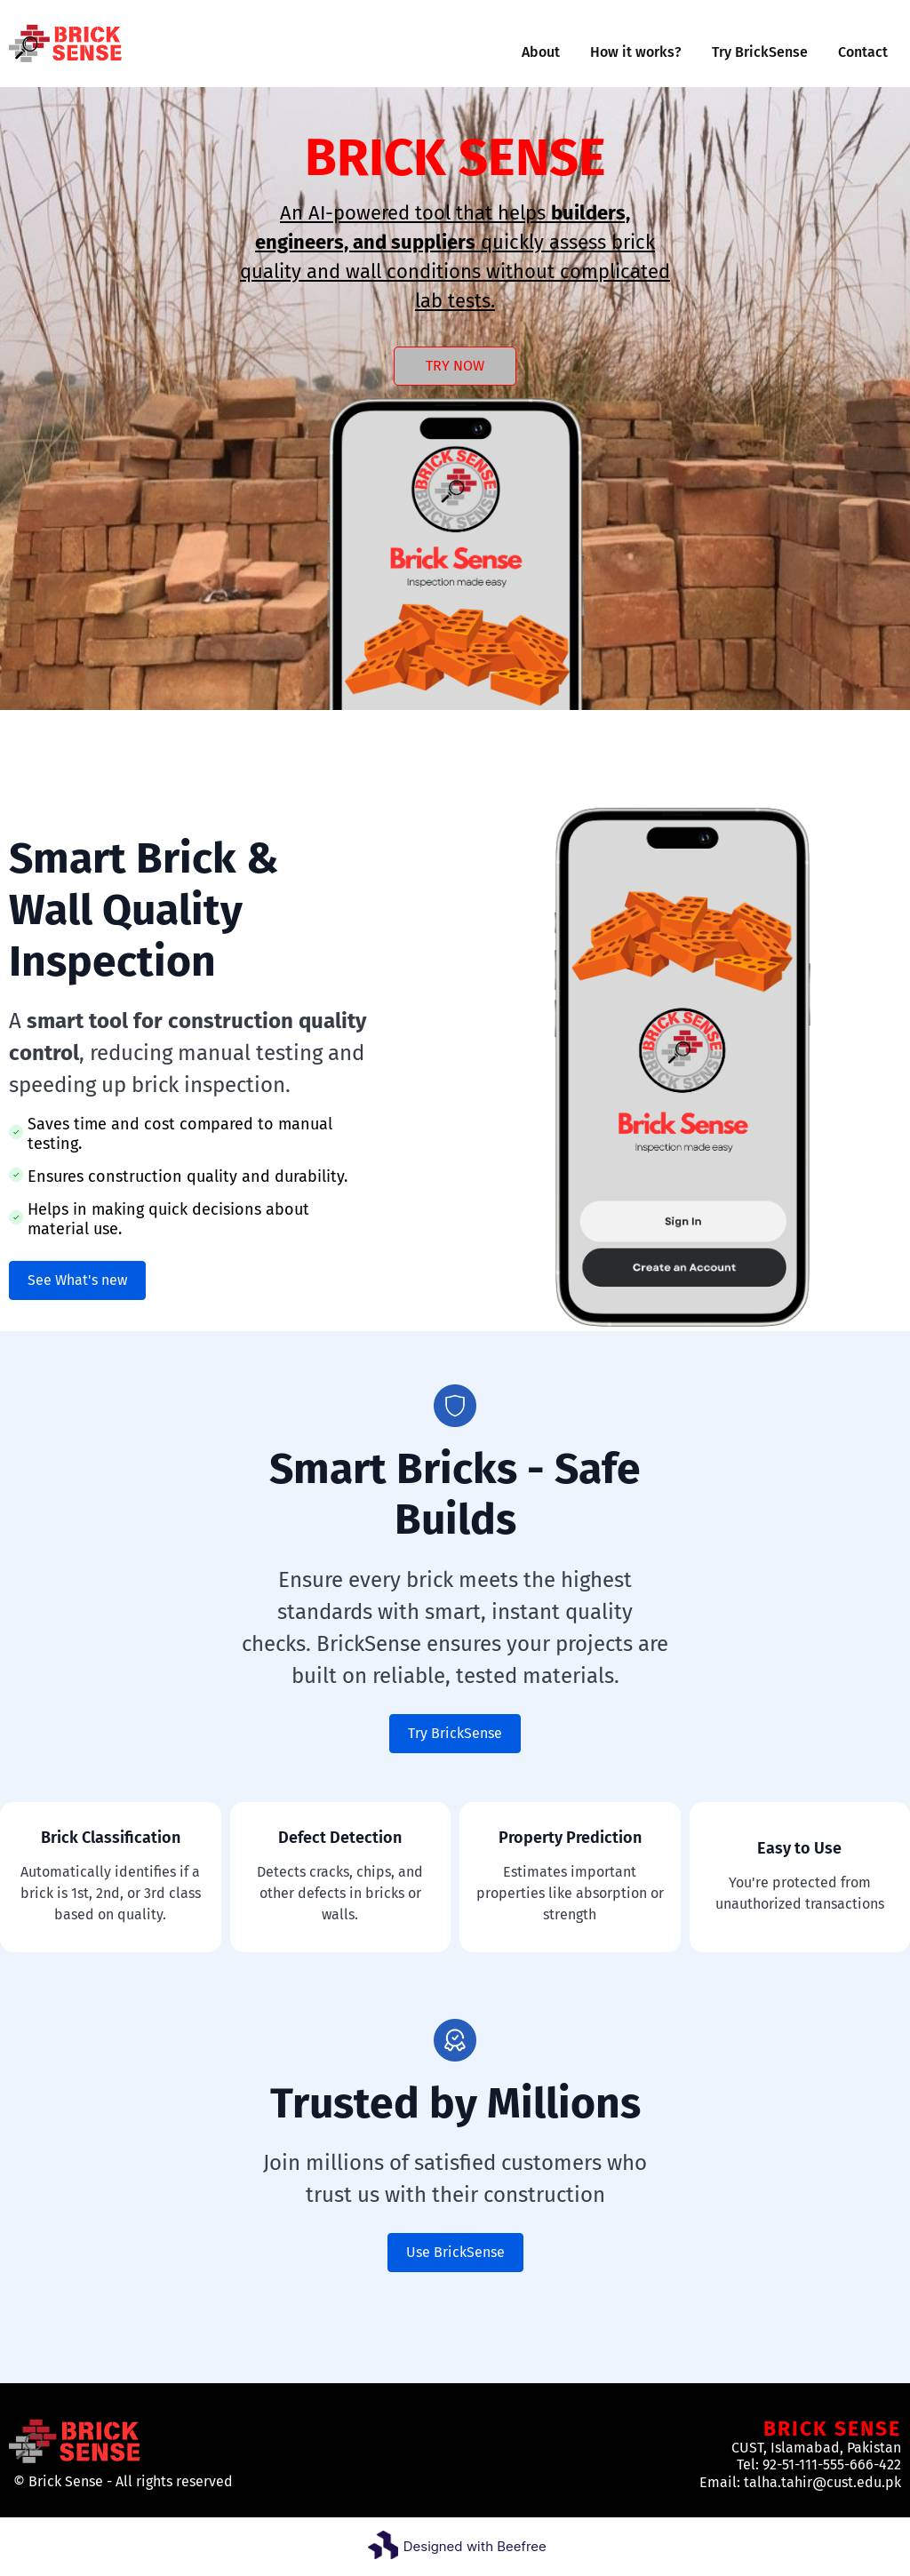 BRICK
SENSE
About How it works? Try BrickSense Contact
BRICK SENSE
An AI-powered tool that helps builders,
engineers, and suppliers quickly assess brick
quality and wall conditions without complicated
lab tests.
TRY NOW
BRICK SENSE
BRICK SENSE
Brick Sense
Inspection made easy
Smart Brick &
Wall Quality
Inspection
A smart tool for construction quality
control, reducing manual testing and
speeding up brick inspection.
Saves time and cost compared to manual
testing.
Ensures construction quality and durability.
Helps in making quick decisions about
material use.
See What's new
BRICK SENSE
BRICK SENSE
Brick Sense
Inspection made easy
Sign In
Create an Account
Smart Bricks - Safe
Builds
Ensure every brick meets the highest
standards with smart, instant quality
checks. BrickSense ensures your projects are
built on reliable, tested materials.
Try BrickSense
Brick Classification
Automatically identifies if a
brick is 1st, 2nd, or 3rd class
based on quality.
Defect Detection
Detects cracks, chips, and
other defects in bricks or
walls.
Property Prediction
Estimates important
properties like absorption or
strength
Easy to Use
You're protected from
unauthorized transactions
Trusted by Millions
Join millions of satisfied customers who
trust us with their construction
Use BrickSense
BRICK
SENSE
© Brick Sense - All rights reserved
BRICK SENSE
CUST, Islamabad, Pakistan
Tel: 92-51-111-555-666-422
Email: talha.tahir@cust.edu.pk
Designed with Beefree